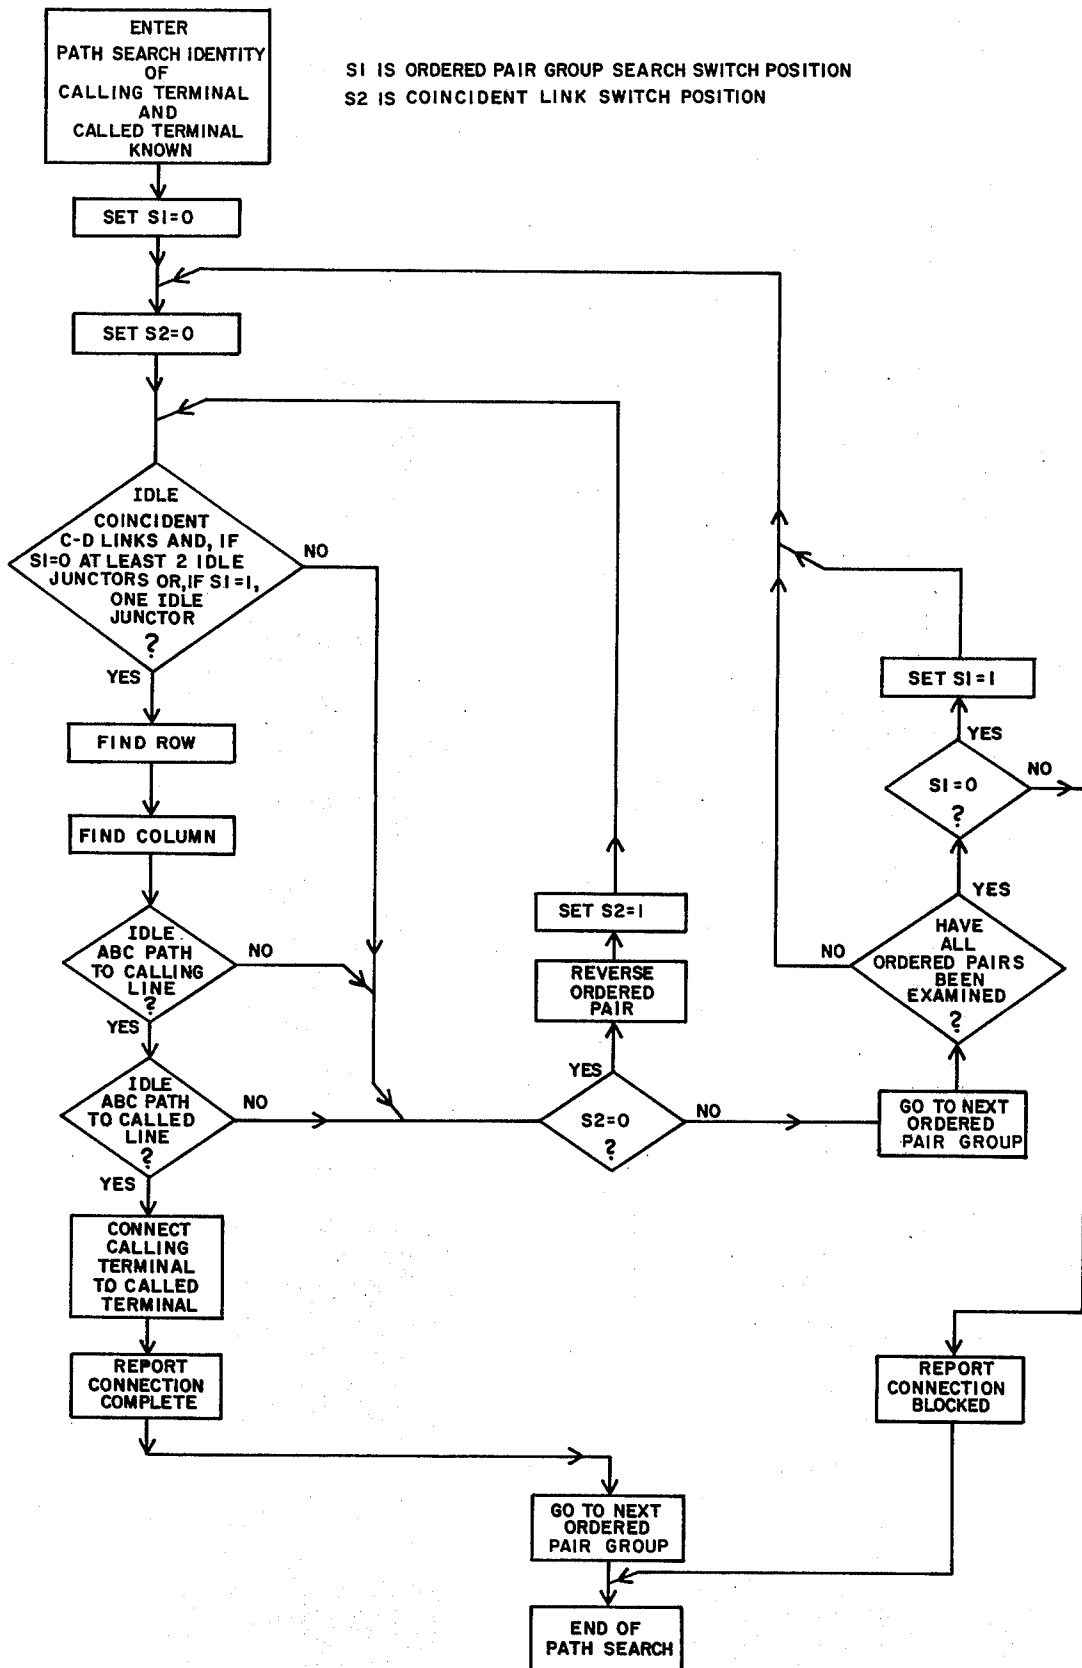 ENTER
PATH SEARCH IDENTITY
OF
CALLING TERMINAL
AND
CALLED TERMINAL
KNOWN
S1 IS ORDERED PAIR GROUP SEARCH SWITCH POSITION
S2 IS COINCIDENT LINK SWITCH POSITION
SET S1=0
SET S2=0
IDLE
COINCIDENT
C-D LINKS AND, IF
S1=0 AT LEAST 2 IDLE
JUNCTORS OR, IF S1=1,
ONE IDLE
JUNCTOR
?
NO
YES
FIND ROW
FIND COLUMN
IDLE
ABC PATH
TO CALLING
LINE
?
NO
YES
IDLE
ABC PATH
TO CALLED
LINE
?
NO
YES
CONNECT
CALLING
TERMINAL
TO CALLED
TERMINAL
REPORT
CONNECTION
COMPLETE
SET S2=1
REVERSE
ORDERED
PAIR
YES
S2=0
?
NO
GO TO NEXT
ORDERED
PAIR GROUP
HAVE
ALL
ORDERED PAIRS
BEEN
EXAMINED
?
NO
YES
S1=0
?
NO
YES
SET S1=1
REPORT
CONNECTION
BLOCKED
GO TO NEXT
ORDERED
PAIR GROUP
END OF
PATH SEARCH